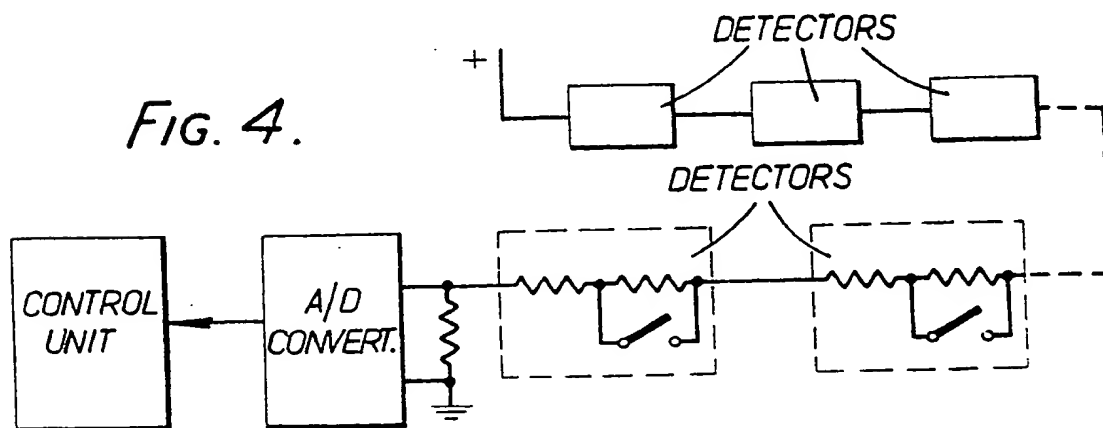 DETECTORS
+
FIG. 4.
DETECTORS
CONTROL
UNIT
A/D
CONVERT.